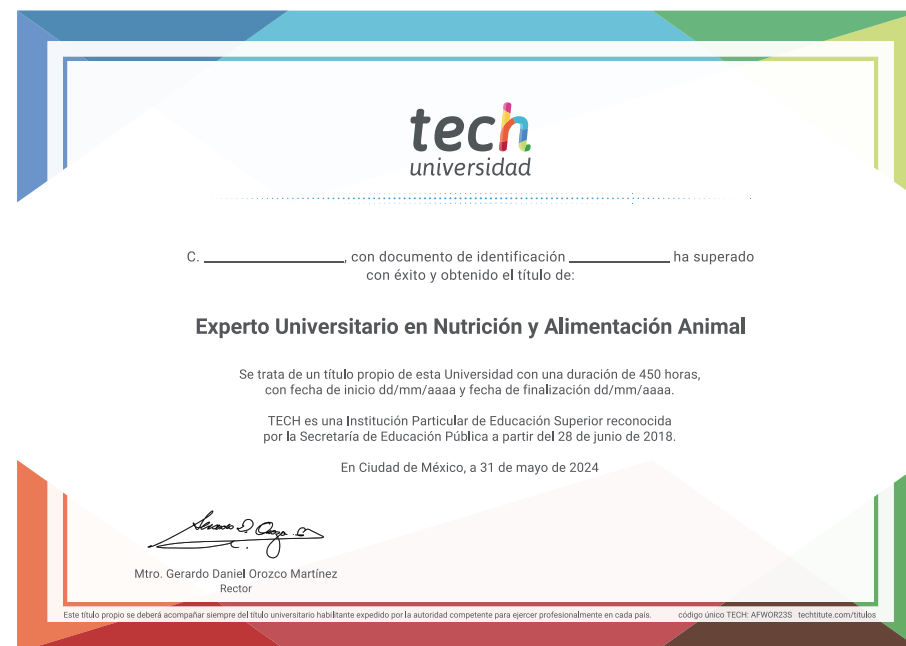 tech
universidad
C. ____________________, con documento de identificación ______________ ha superado
con éxito y obtenido el título de:
Experto Universitario en Nutrición y Alimentación Animal
Se trata de un título propio de esta Universidad con una duración de 450 horas,
con fecha de inicio dd/mm/aaaa y fecha de finalización dd/mm/aaaa.
TECH es una Institución Particular de Educación Superior reconocida
por la Secretaría de Educación Pública a partir del 28 de junio de 2018.
En Ciudad de México, a 31 de mayo de 2024
Mtro. Gerardo Daniel Orozco Martínez
Rector
Este título propio se deberá acompañar siempre del título universitario habilitante expedido por la autoridad competente para ejercer profesionalmente en cada país. código único TECH: AFWOR23S techtitute.com/titulos